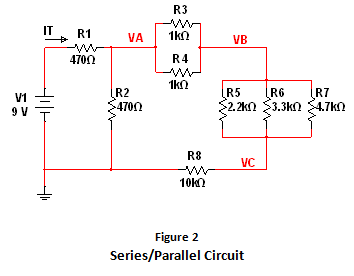 R3
IT
R1
VA
1kΩ
VB
R4
470Ω
1kΩ
V1
9 V
R2
470Ω
R5
2.2kΩ
R6
3.3kΩ
R7
4.7kΩ
R8
VC
10kΩ
Figure 2
Series/Parallel Circuit